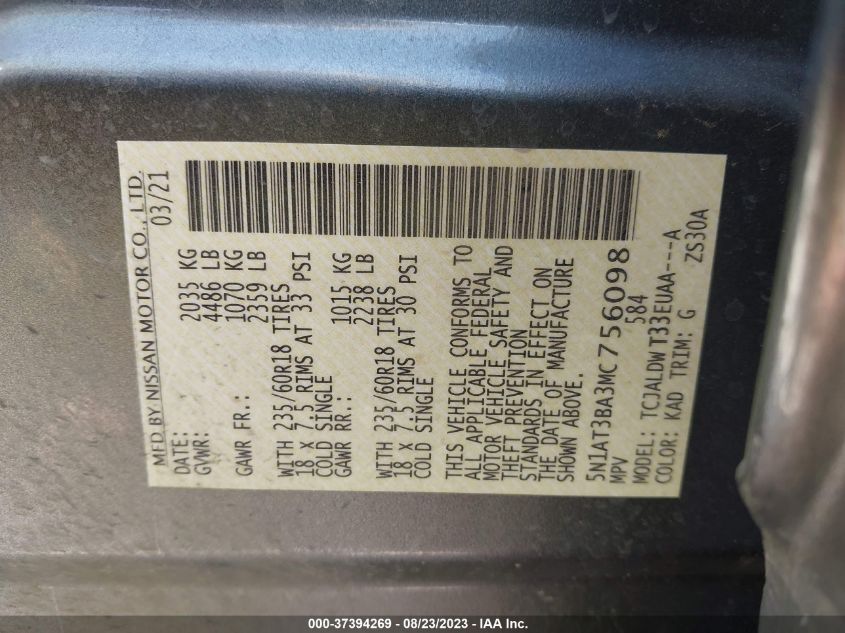 MFD BY NISSAN MOTOR CO., LTD.
DATE: 03/21
GVWR: 2035 KG
4486 LB
GAWR FR.: 1070 KG
2359 LB
WITH 235/60R18 TIRES
18 X 7.5 RIMS AT 33 PSI
COLD SINGLE
GAWR RR.: 1015 KG
2238 LB
WITH 235/60R18 TIRES
18 X 7.5 RIMS AT 30 PSI
COLD SINGLE
THIS VEHICLE CONFORMS TO
ALL APPLICABLE FEDERAL
MOTOR VEHICLE SAFETY AND
THEFT PREVENTION
STANDARDS IN EFFECT ON
THE DATE OF MANUFACTURE
SHOWN ABOVE.
5N1AT3BA3MC756098
MPV 584
MODEL: TCJALDWT33EUAA---A
COLOR: KAD TRIM: G ZS30A
000-37394269 - 08/23/2023 - IAA Inc.